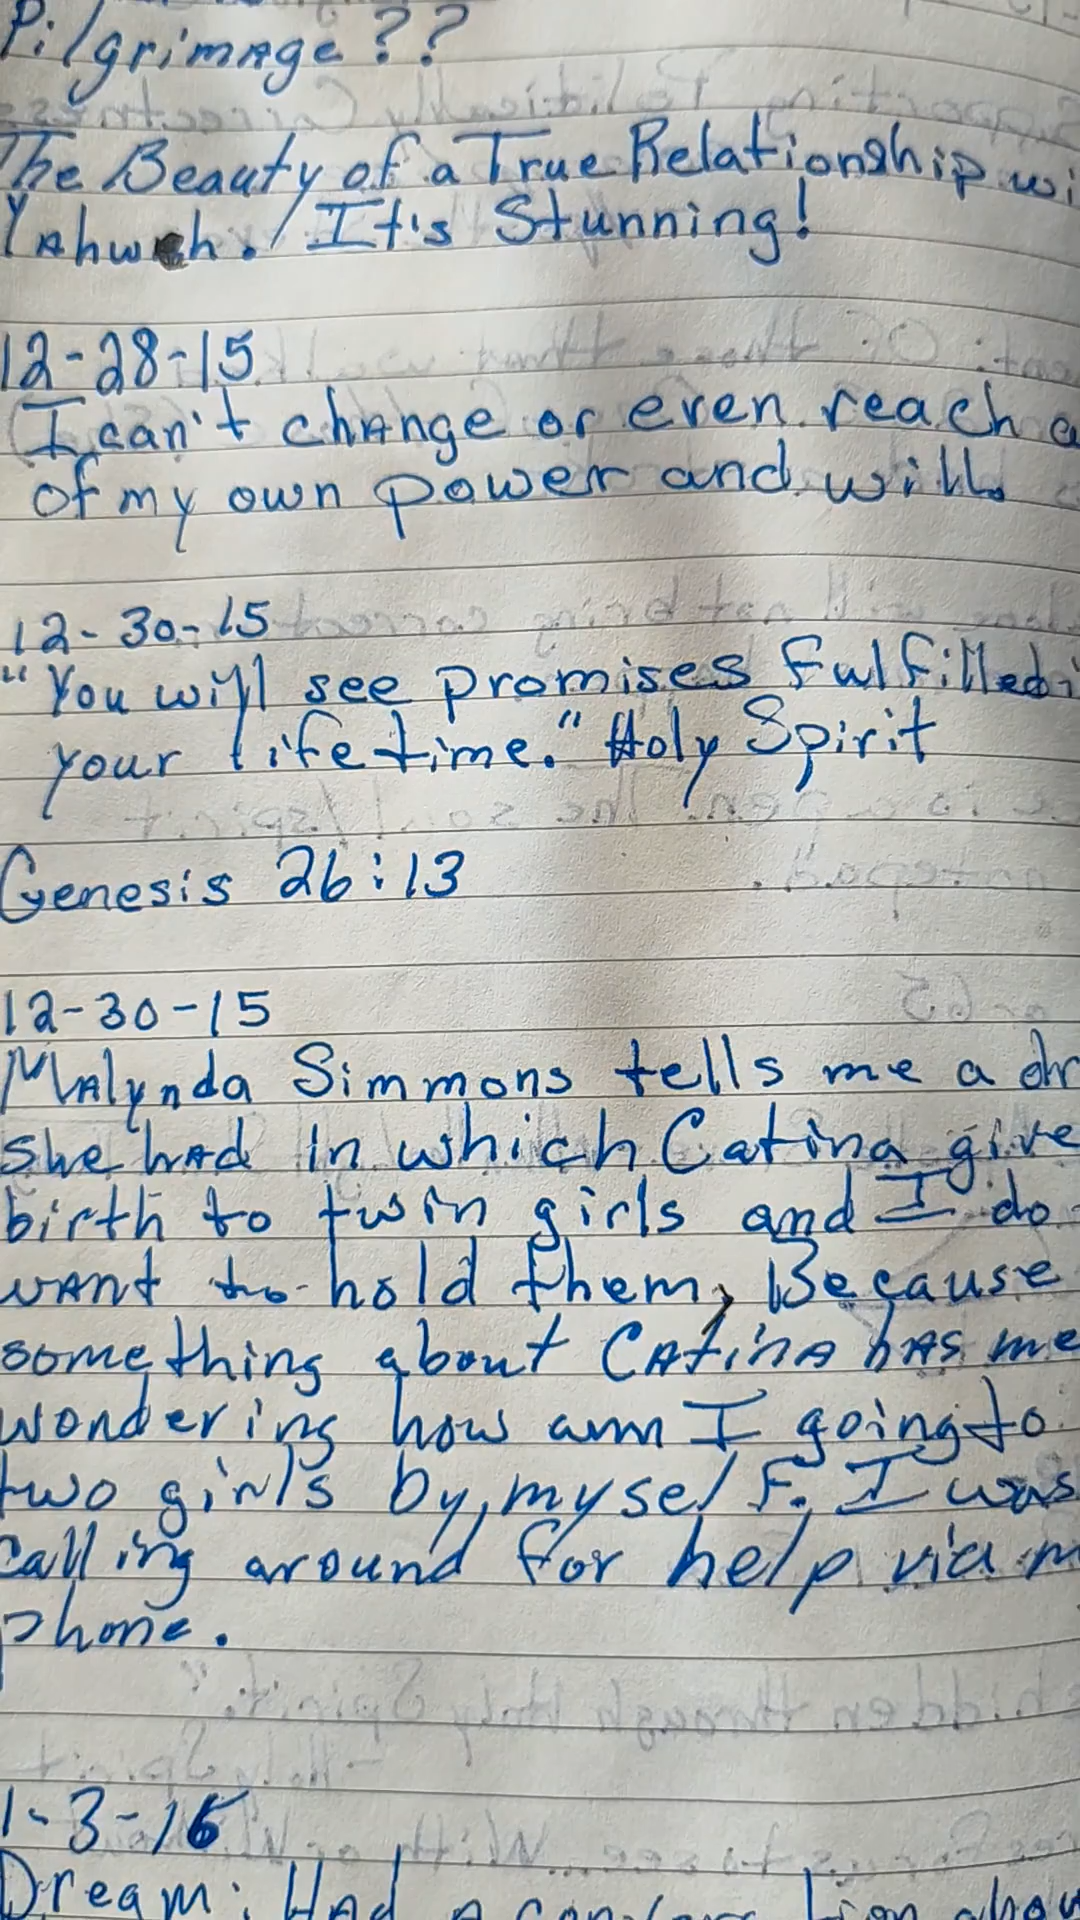 Pilgrimage??
The Beauty of a True Relationship wi
Yahweh. / It's Stunning!
12-28-15
I can't change or even reach a
of my own power and will.
12-30-15
"You will see promises fulfilled i
your lifetime." Holy Spirit
Genesis 26:13
12-30-15
Malynda Simmons tells me a dr
she had in which Catina give
birth to twin girls and I do
want to hold them, Because
something about Catina has me
wondering how am I going to
two girls by myself. I was
calling around for help via m
phone.
1-3-16
Dream: Had a